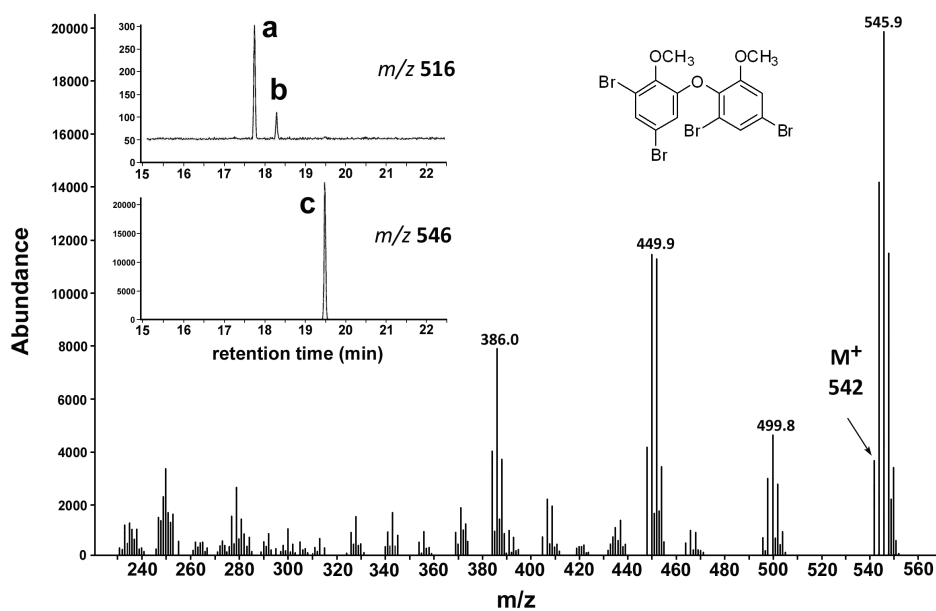 545.9
20000
18000
16000
14000
12000
10000
8000
6000
4000
2000
0
Abundance
300
250
200
150
100
50
0
a
b
m/z 516
15 16 17 18 19 20 21 22
20000
15000
10000
5000
0
c
m/z 546
15 16 17 18 19 20 21 22
retention time (min)
OCH3 OCH3
Br O
Br Br
Br
449.9
386.0
499.8
M+
542
240 260 280 300 320 340 360 380 400 420 440 460 480 500 520 540 560
m/z